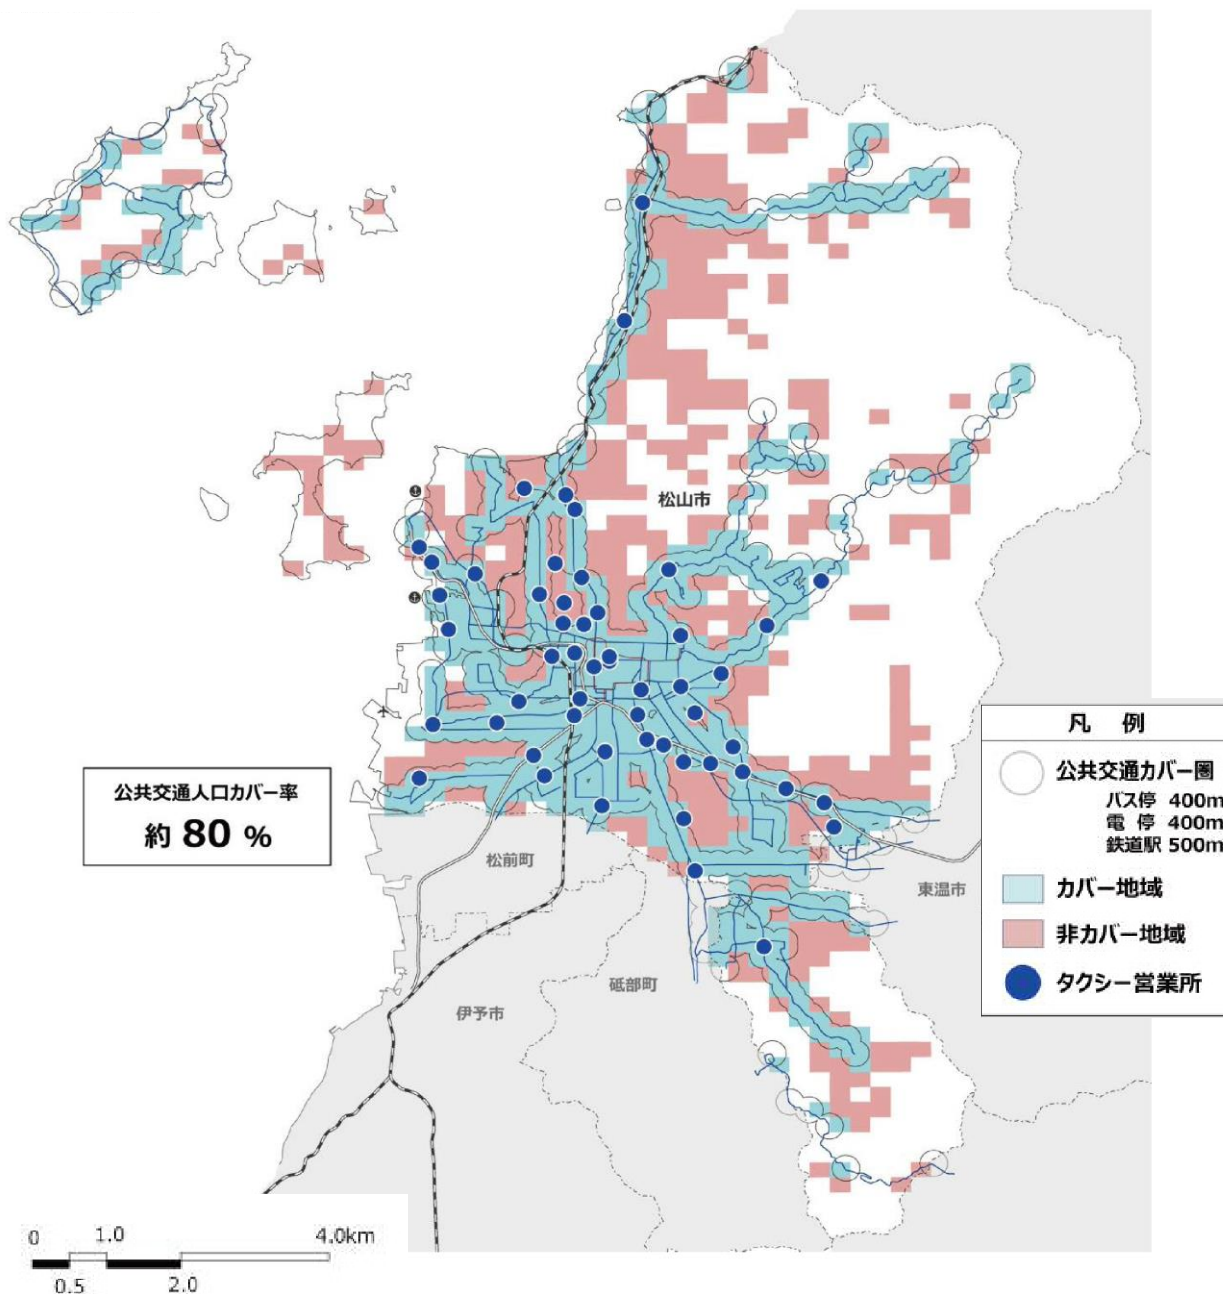 松山市
公共交通人口カバー率
約 80 %
凡 例
公共交通カバー圏
バス停 400m
電 停 400m
鉄道駅 500m
カバー地域
非カバー地域
タクシー営業所
松前町
東温市
砥部町
伊予市
0 1.0 4.0km
0.5 2.0